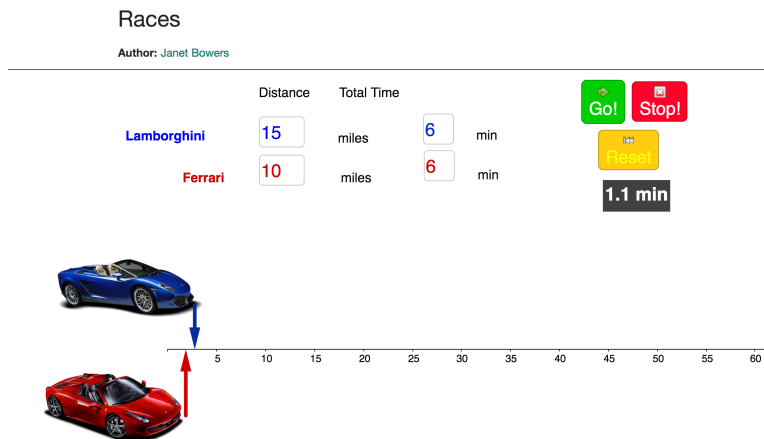 Races
Author: Janet Bowers
Distance Total Time
Go! Stop!
Lamborghini 15 miles 6 min
Reset
Ferrari 10 miles 6 min
1.1 min
5 10 15 20 25 30 35 40 45 50 55 60